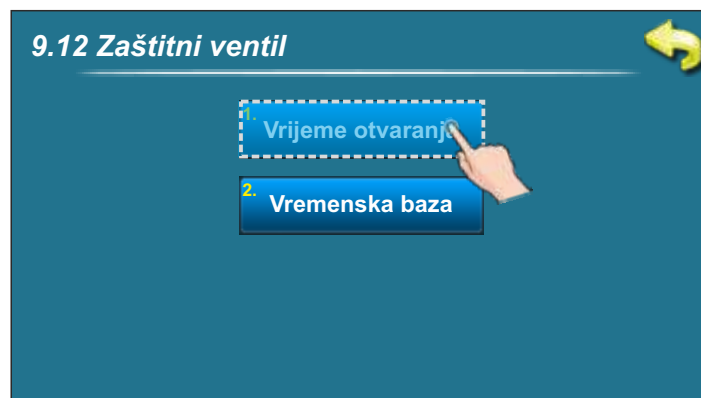 9.12 Zaštitni ventil
1. Vrijeme otvaranja
2. Vremenska baza